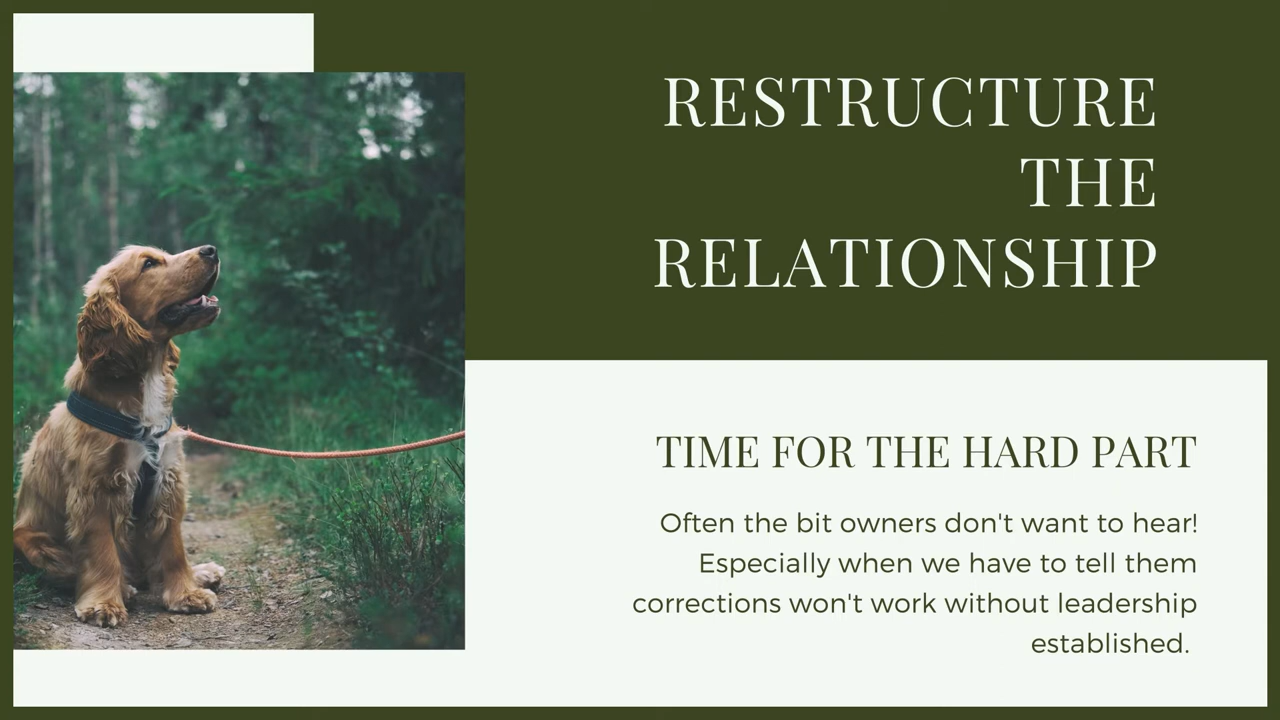 RESTRUCTURE
THE
RELATIONSHIP
TIME FOR THE HARD PART
Often the bit owners don't want to hear!
Especially when we have to tell them
corrections won't work without leadership
established.